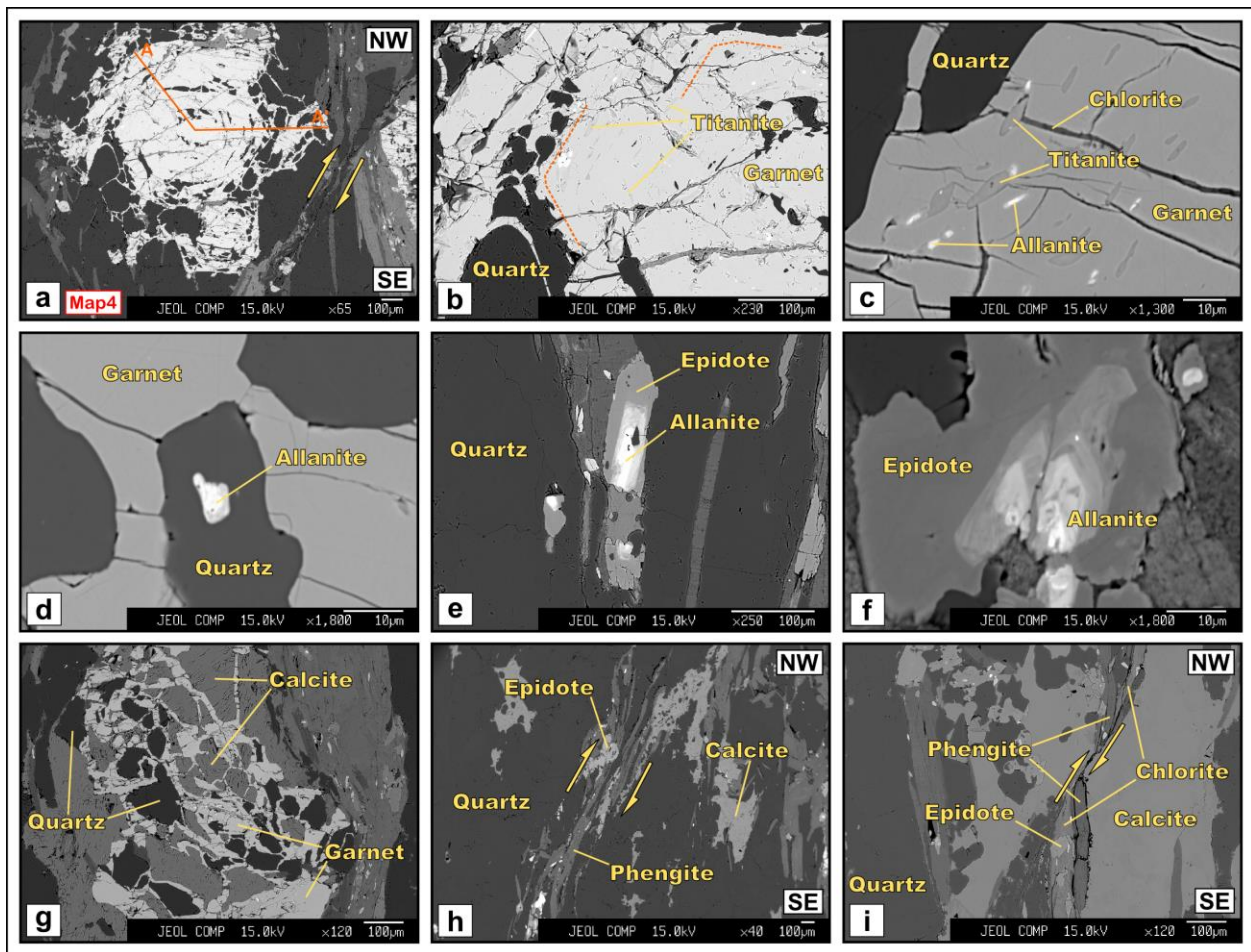 A
A'
NW
SE
a
Map4
JEOL COMP 15.0kV ×65 100µm
Titanite
Garnet
Quartz
b
JEOL COMP 15.0kV ×230 100µm
Quartz
Chlorite
Titanite
Garnet
Allanite
c
JEOL COMP 15.0kV ×1,300 10µm
Garnet
Allanite
Quartz
d
JEOL COMP 15.0kV ×1,800 10µm
Epidote
Allanite
Quartz
e
JEOL COMP 15.0kV ×250 100µm
Epidote
Allanite
f
JEOL COMP 15.0kV ×1,800 10µm
Calcite
Quartz
Garnet
g
JEOL COMP 15.0kV ×120 100µm
NW
Epidote
Calcite
Quartz
Phengite
SE
h
JEOL COMP 15.0kV ×40 100µm
NW
Phengite
Chlorite
Epidote
Calcite
Quartz
SE
i
JEOL COMP 15.0kV ×120 100µm